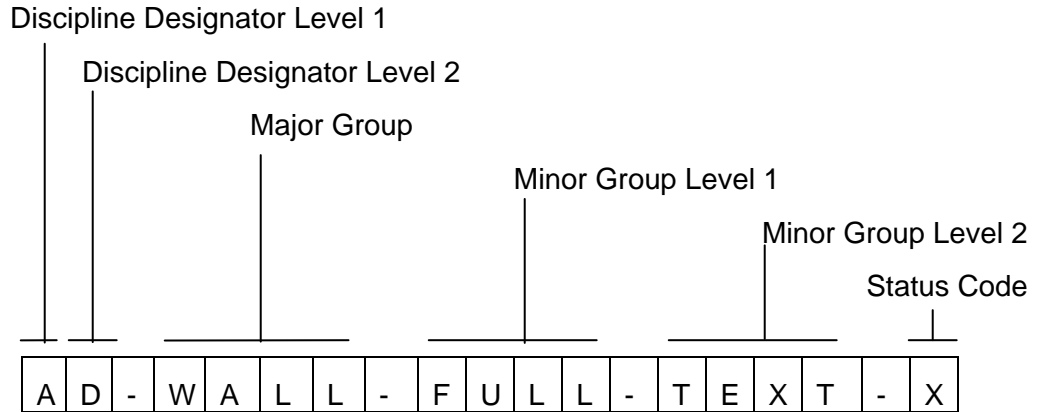 Discipline Designator Level 1
Discipline Designator Level 2
Major Group
Minor Group Level 1
Minor Group Level 2
Status Code
A D - W A L L - F U L L - T E X T - X